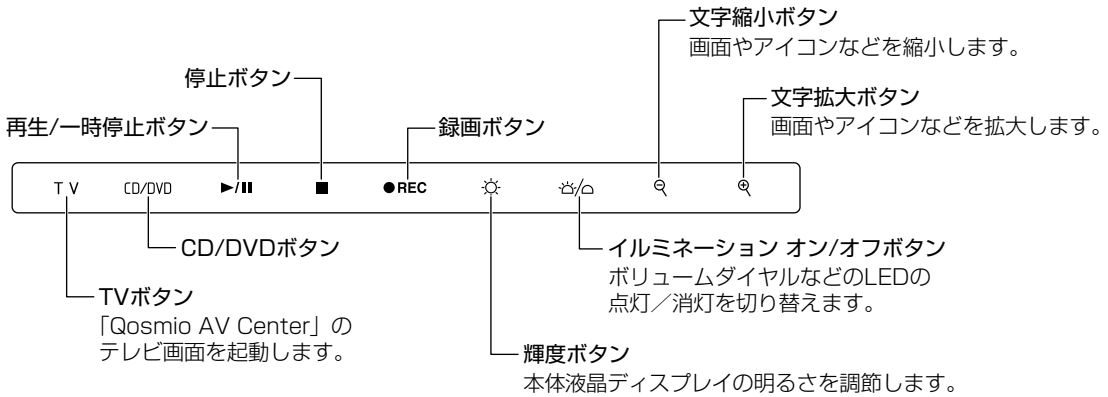 文字縮小ボタン
画面やアイコンなどを縮小します。
停止ボタン
文字拡大ボタン
画面やアイコンなどを拡大します。
再生/一時停止ボタン
録画ボタン
TV CD/DVD ►/II ■ ●REC
CD/DVDボタン
イルミネーション オン/オフボタン
ボリュームダイヤルなどのLEDの
点灯／消灯を切り替えます。
TVボタン
「Qosmio AV Center」の
テレビ画面を起動します。
輝度ボタン
本体液晶ディスプレイの明るさを調節します。